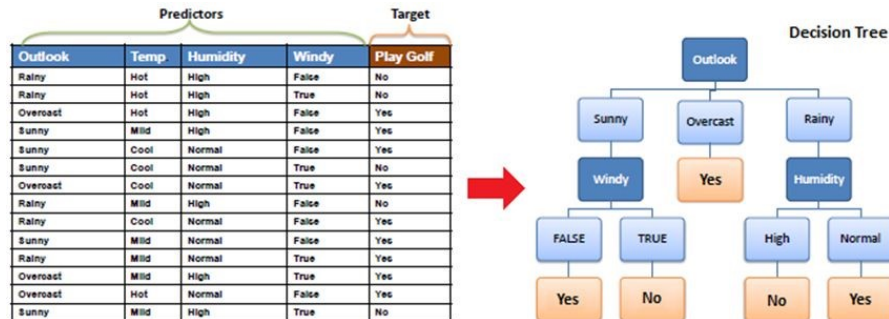 Predictors Target
Outlook Temp. Humidity Windy Play Golf
Rainy Hot High False No
Rainy Hot High True No
Overcast Hot High False Yes
Sunny Mild High False Yes
Sunny Cool Normal False Yes
Sunny Cool Normal True No
Overcast Cool Normal True Yes
Rainy Mild High False No
Rainy Cool Normal False Yes
Sunny Mild Normal False Yes
Rainy Mild Normal True Yes
Overcast Mild High True Yes
Overcast Hot Normal False Yes
Sunny Mild High True No
Decision Tree
Outlook
Sunny Overcast Rainy
Windy Yes Humidity
FALSE TRUE High Normal
Yes No No Yes